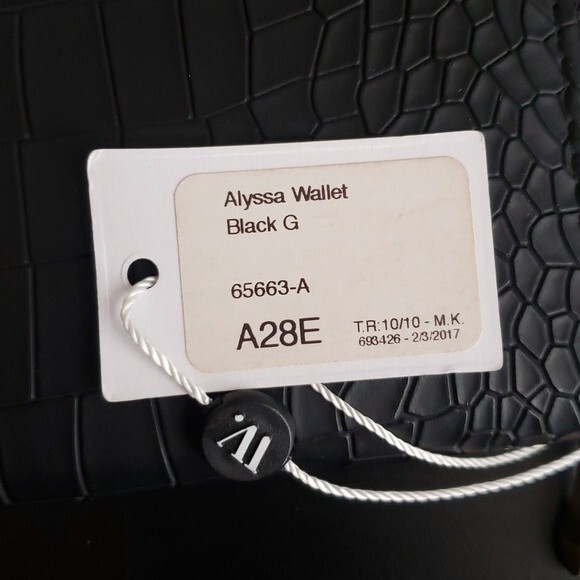 Alyssa Wallet
Black G
65663-A
A28E
T.R:10/10 - M.K.
693426 - 2/3/2017